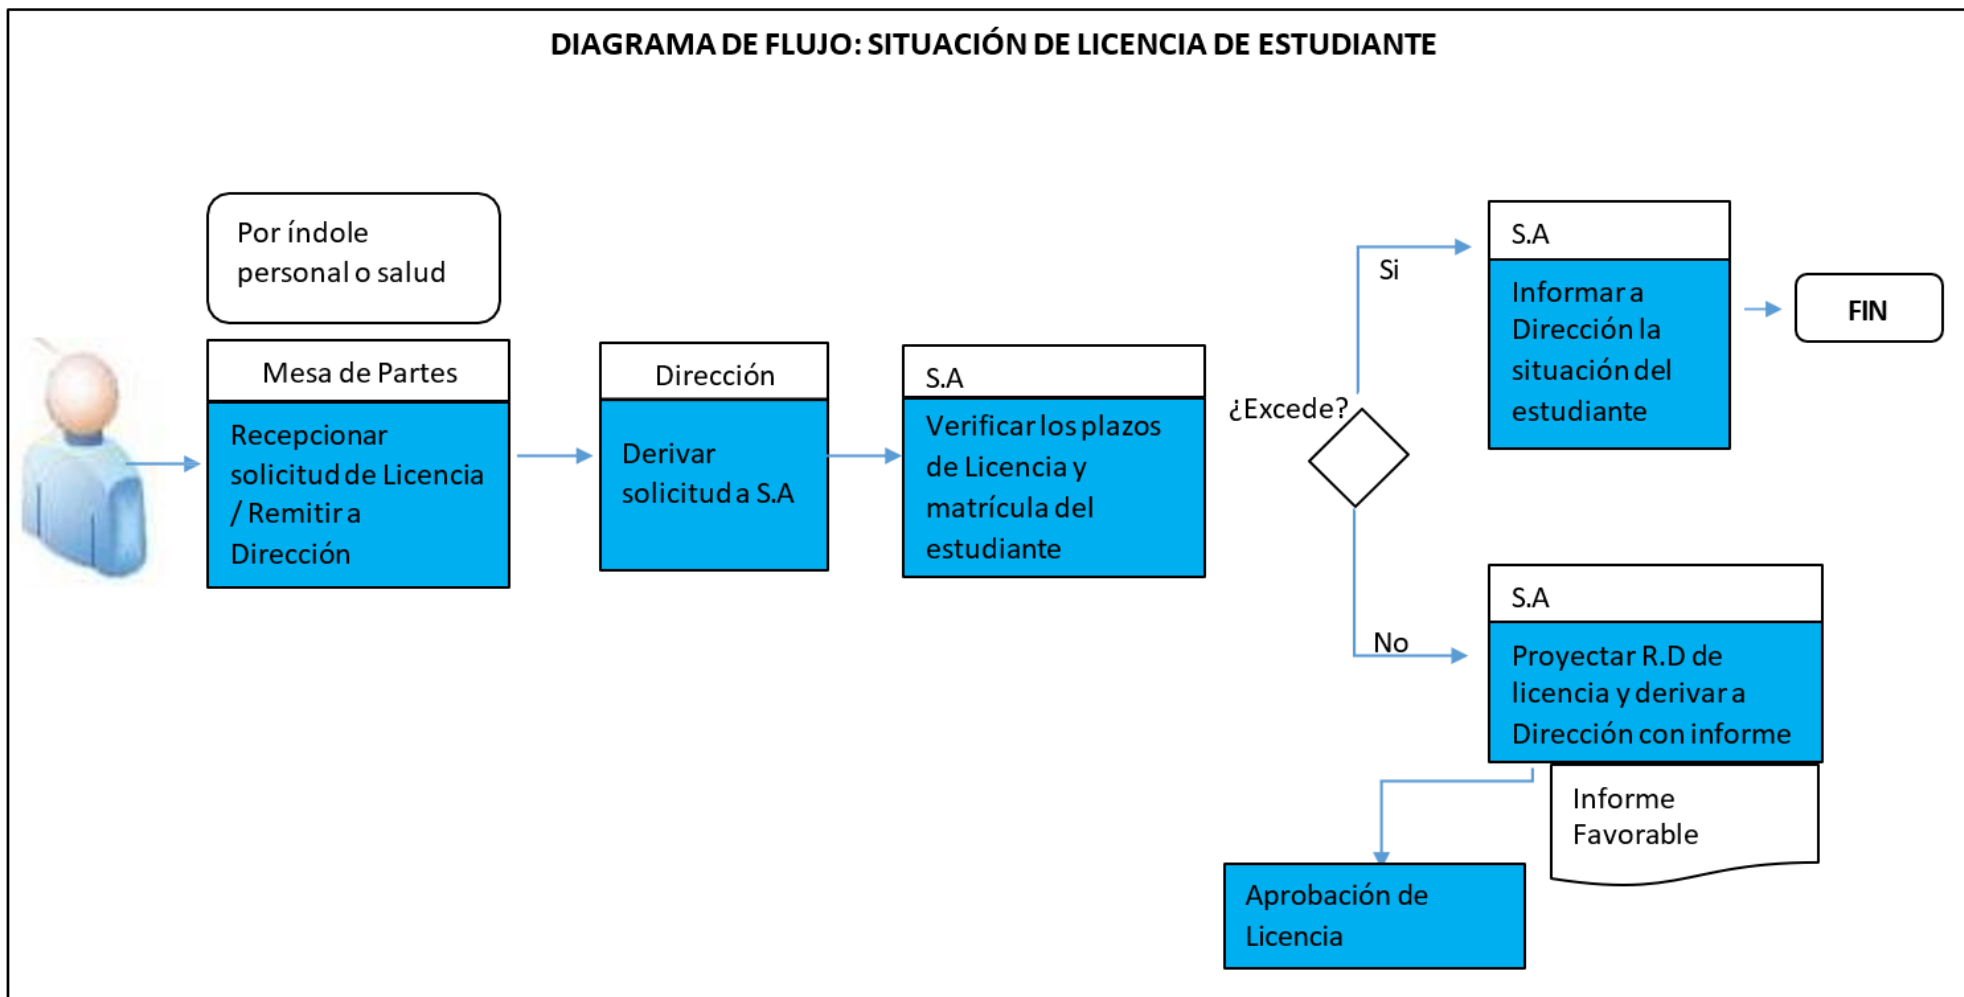 DIAGRAMA DE FLUJO: SITUACIÓN DE LICENCIA DE ESTUDIANTE
Por índole
personal o salud
Mesa de Partes
Recepcionar
solicitud de Licencia
/ Remitir a
Dirección
Dirección
Derivar
solicitud a S.A
S.A
Verificar los plazos
de Licencia y
matrícula del
estudiante
¿Excede?
Si
S.A
Informar a
Dirección la
situación del
estudiante
FIN
No
S.A
Proyectar R.D de
licencia y derivar a
Dirección con informe
Informe
Favorable
Aprobación de
Licencia